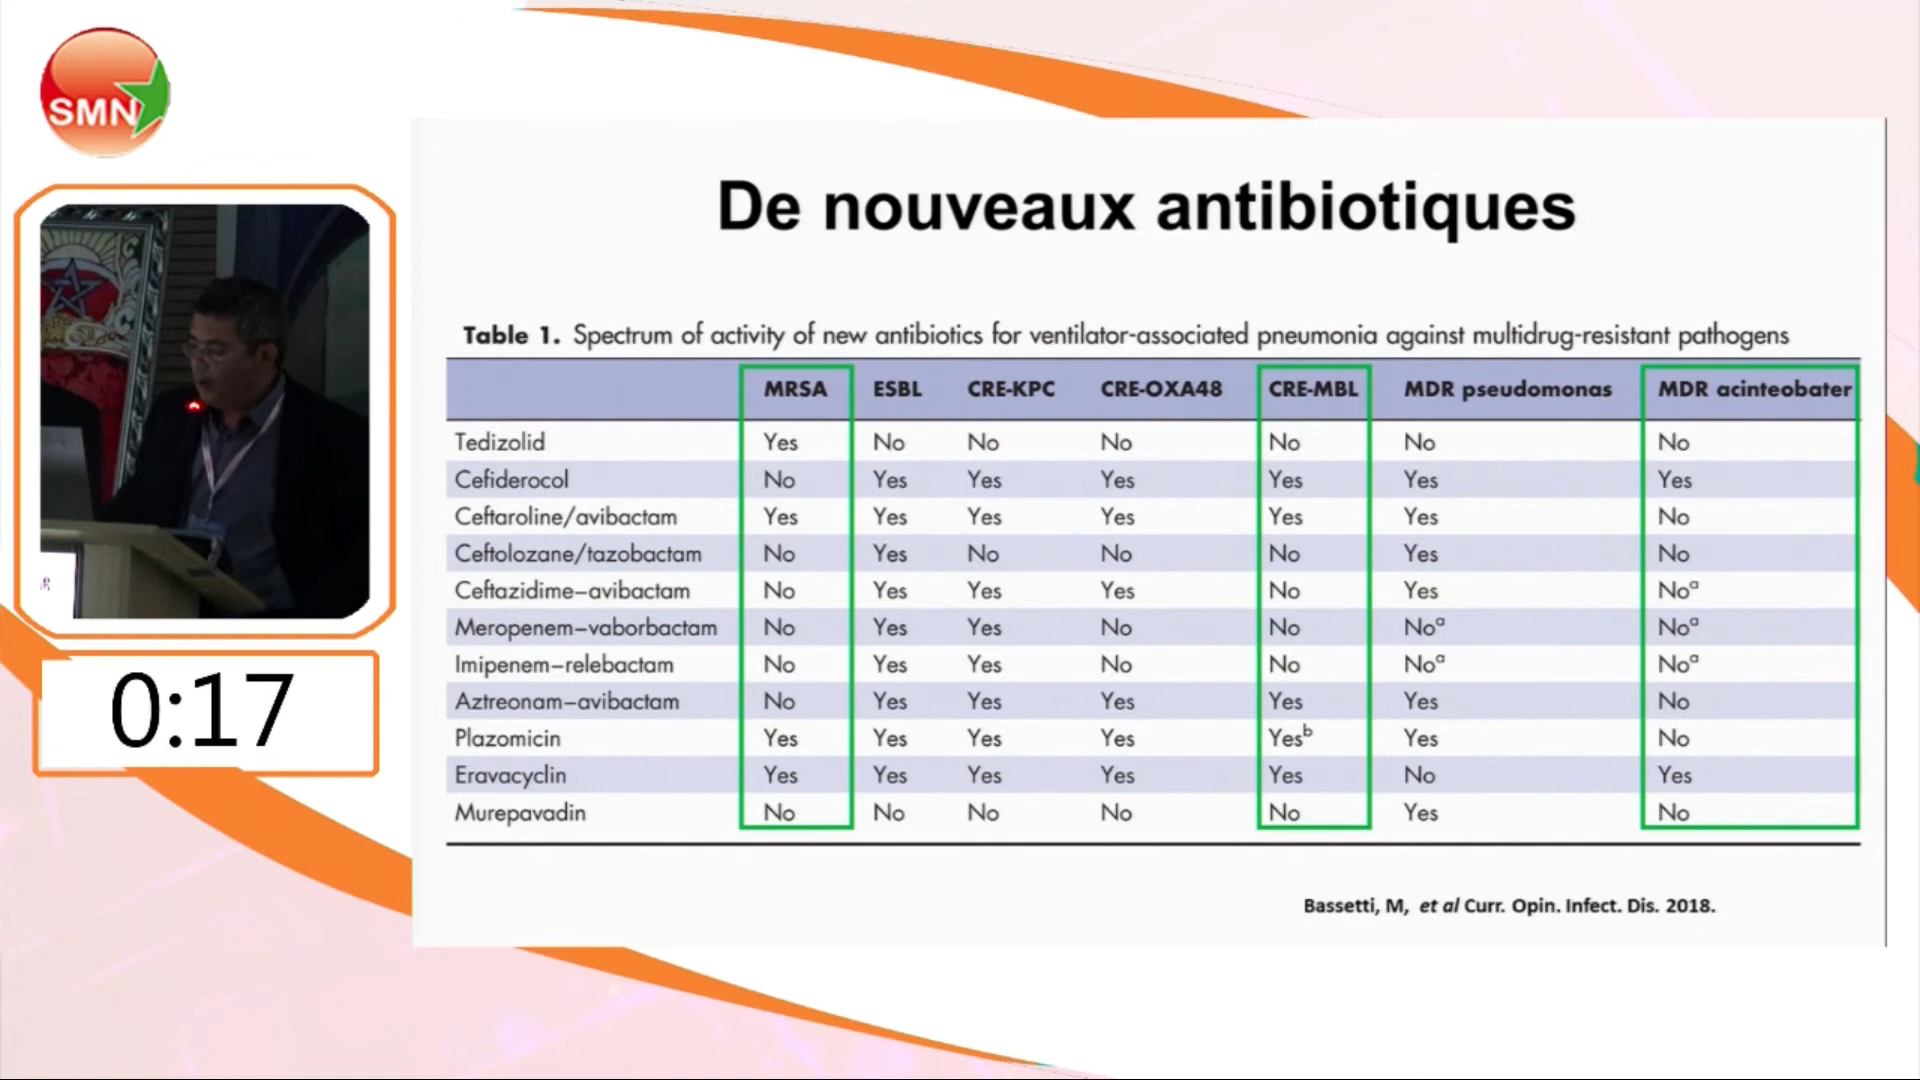 SMN
De nouveaux antibiotiques
Table 1. Spectrum of activity of new antibiotics for ventilator-associated pneumonia against multidrug-resistant pathogens
MRSA ESBL CRE-KPC CRE-OXA48 CRE-MBL MDR pseudomonas MDR acinteobater
Tedizolid Yes No No No No No No
Cefiderocol No Yes Yes Yes Yes Yes Yes
Ceftaroline/avibactam Yes Yes Yes Yes Yes Yes No
Ceftolozane/tazobactam No Yes No No No Yes No
Ceftazidime–avibactam No Yes Yes Yes No Yes Noᵃ
Meropenem–vaborbactam No Yes Yes No No Noᵃ Noᵃ
Imipenem–relebactam No Yes Yes No No Noᵃ Noᵃ
Aztreonam–avibactam No Yes Yes Yes Yes Yes No
Plazomicin Yes Yes Yes Yes Yesᵇ Yes No
Eravacyclin Yes Yes Yes Yes Yes No Yes
Murepavadin No No No No No Yes No
0:17
Bassetti, M, et al Curr. Opin. Infect. Dis. 2018.